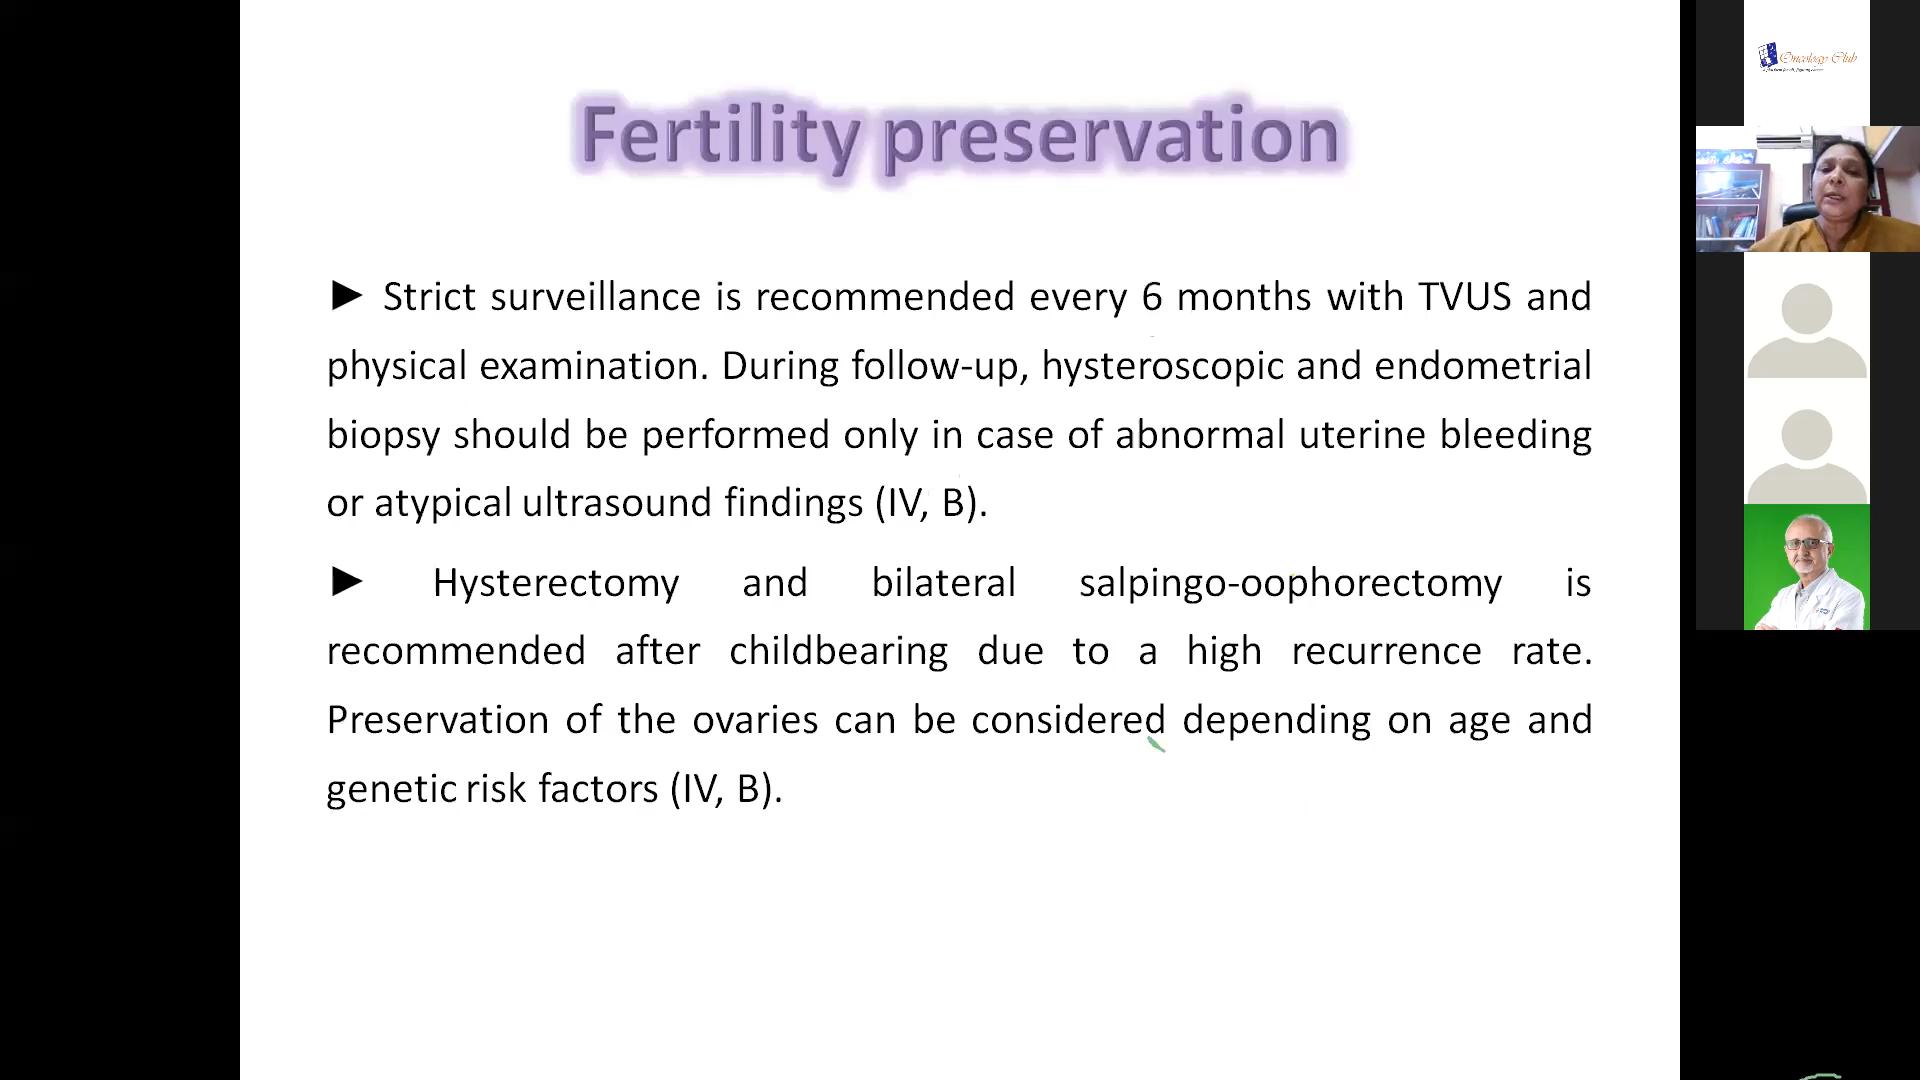 Fertility preservation
► Strict surveillance is recommended every 6 months with TVUS and
physical examination. During follow-up, hysteroscopic and endometrial
biopsy should be performed only in case of abnormal uterine bleeding
or atypical ultrasound findings (IV, B).
► Hysterectomy and bilateral salpingo-oophorectomy is
recommended after childbearing due to a high recurrence rate.
Preservation of the ovaries can be considered depending on age and
genetic risk factors (IV, B).
Oncology Club